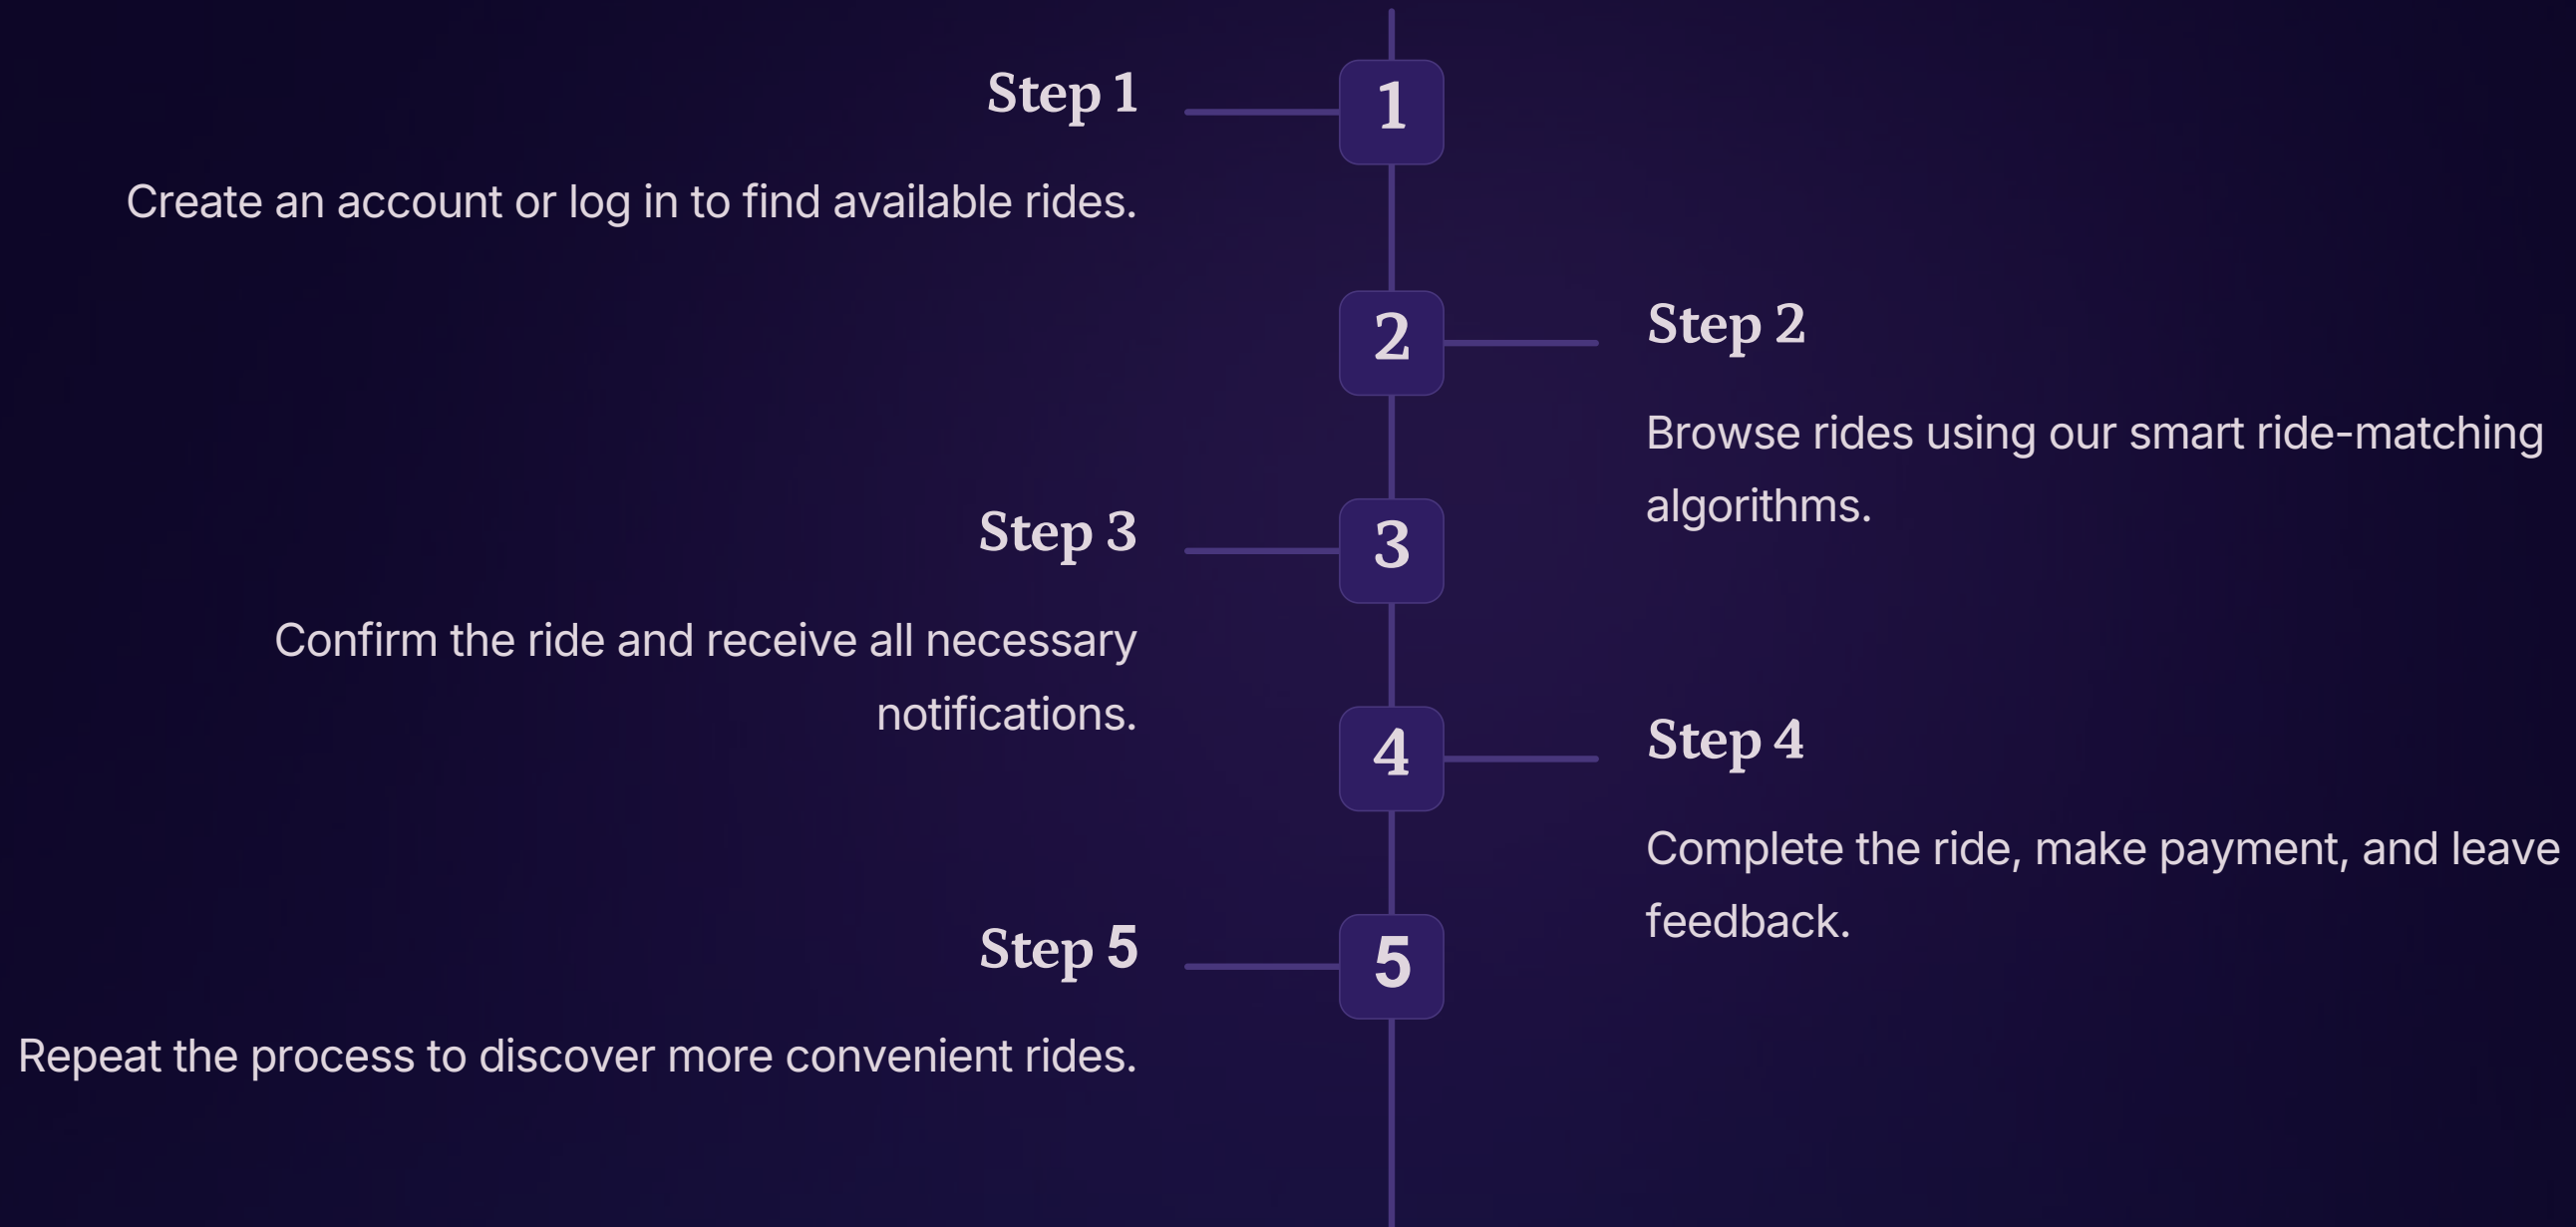 Step 1
1
Create an account or log in to find available rides.
2
Step 2
Browse rides using our smart ride-matching
algorithms.
Step 3
3
Confirm the ride and receive all necessary
notifications.
4
Step 4
Complete the ride, make payment, and leave
feedback.
Step 5
5
Repeat the process to discover more convenient rides.